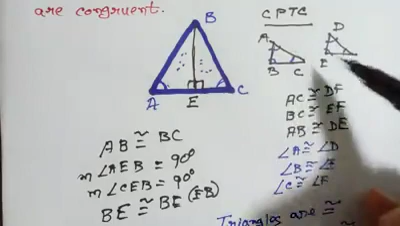 are congruent.
B
A
E
C
AB ≅ BC
m∠AEB = 90°
m∠CEB = 90°
BE ≅ BE (EB)
CPTC
A
B
C
D
E
AC ≅ DF
BC ≅ EF
AB ≅ DE
∠A ≅ ∠D
∠B ≅ ∠E
∠C ≅ ∠F
Triangles are ≅